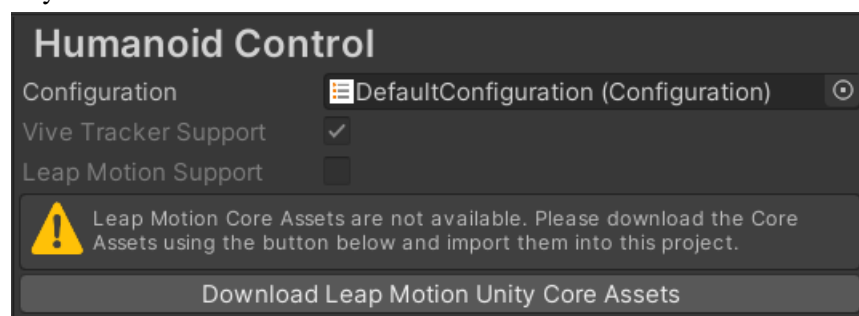 Humanoid Control
Configuration DefaultConfiguration (Configuration)
Vive Tracker Support
Leap Motion Support
Leap Motion Core Assets are not available. Please download the Core
Assets using the button below and import them into this project.
Download Leap Motion Unity Core Assets